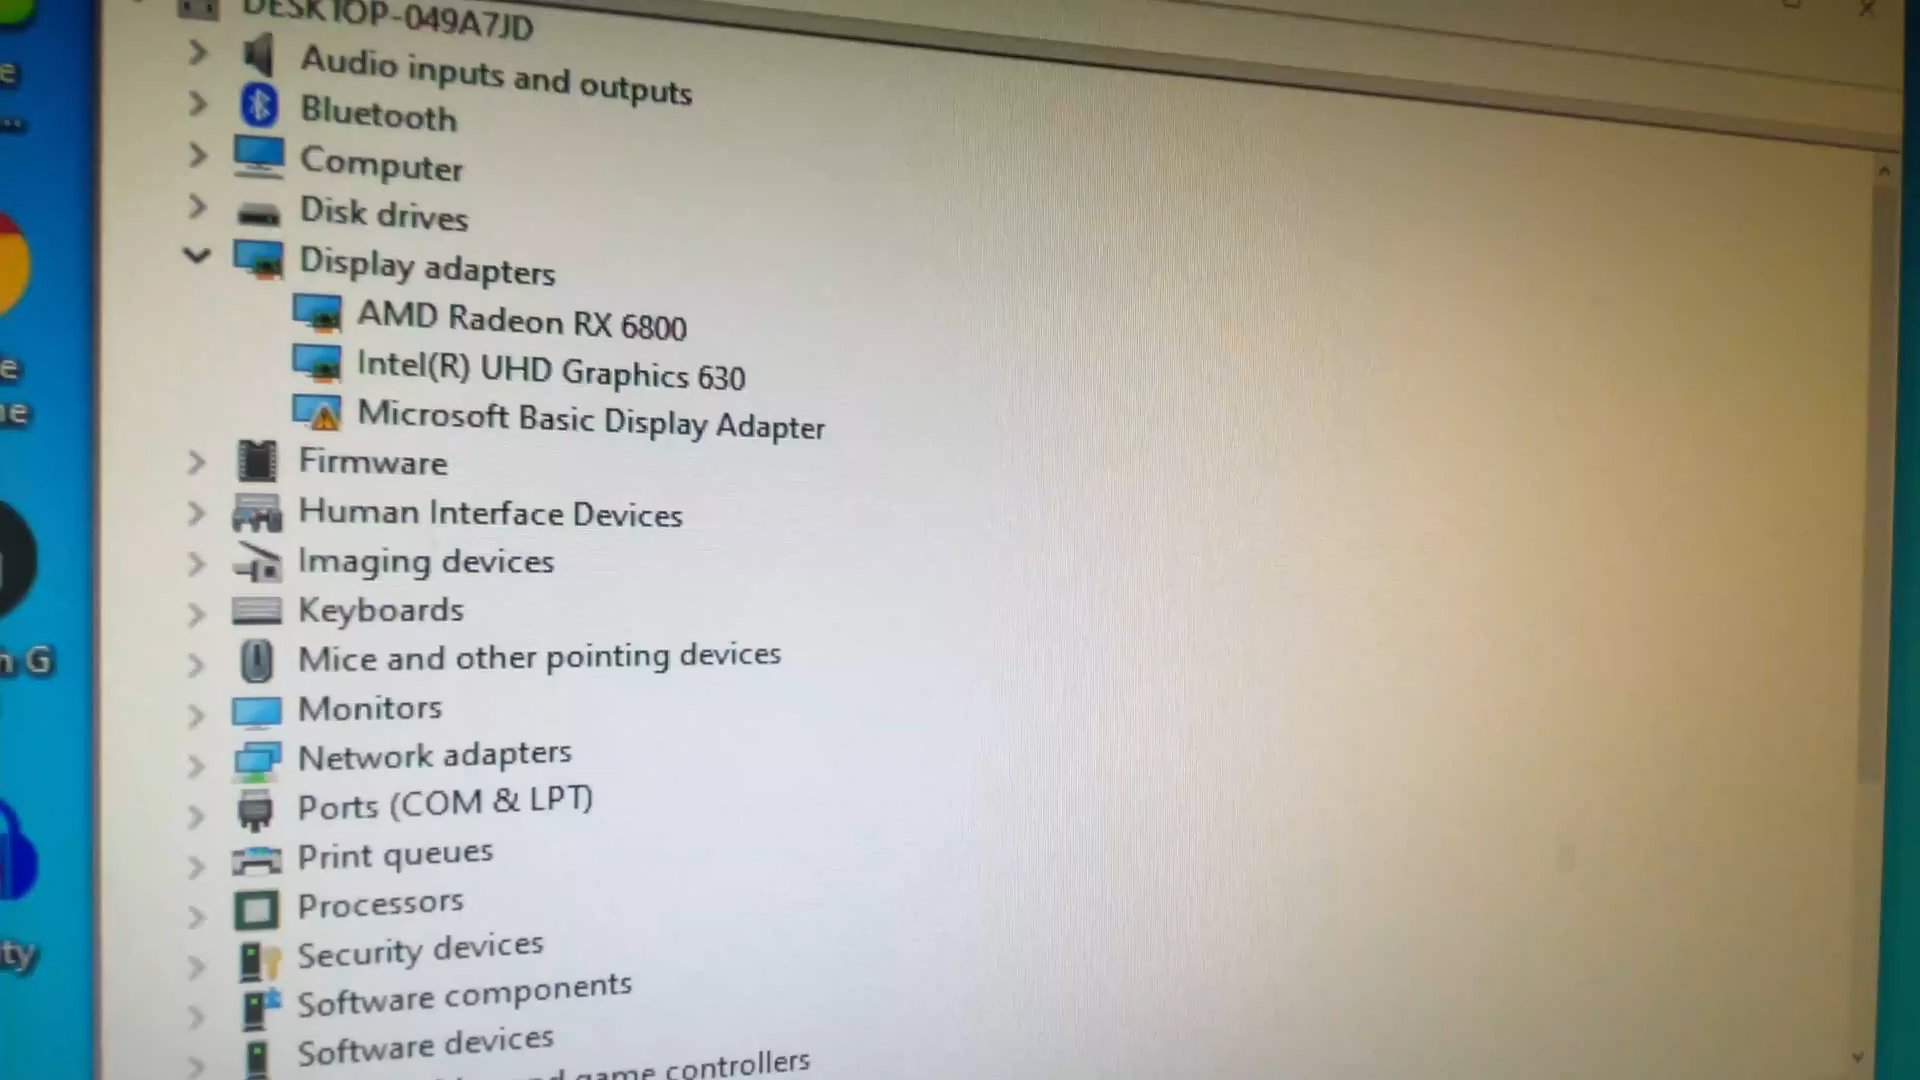 DESKTOP-049A7JD
Audio inputs and outputs
Bluetooth
Computer
Disk drives
Display adapters
AMD Radeon RX 6800
Intel(R) UHD Graphics 630
Microsoft Basic Display Adapter
Firmware
Human Interface Devices
Imaging devices
Keyboards
Mice and other pointing devices
Monitors
Network adapters
Ports (COM & LPT)
Print queues
Processors
Security devices
Software components
Software devices
game controllers